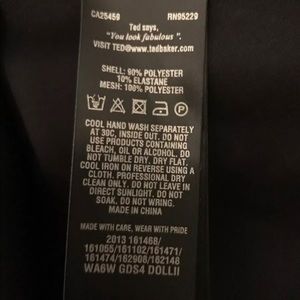 CA25459 RN95229
Ted says,
"You look fabulous".
VISIT TED@WWW.TEDBAKER.COM
SHELL: 90% POLYESTER
10% ELASTANE
MESH: 100% POLYESTER
COOL HAND WASH SEPARATELY
AT 30C, INSIDE OUT. DO NOT
USE PRODUCTS CONTAINING
BLEACH, OIL OR ALCOHOL. DO
NOT TUMBLE DRY. DRY FLAT.
COOL IRON ON REVERSE USING A
CLOTH. PROFESSIONAL DRY
CLEAN ONLY. DO NOT LEAVE IN
DIRECT SUNLIGHT. DO NOT
SOAK, DO NOT WRING.
MADE IN CHINA
MADE WITH CARE, WEAR WITH PRIDE
2013 161468/
161055/161102/161471/
161474/162908/162148
WA6W GDS4 DOLLII